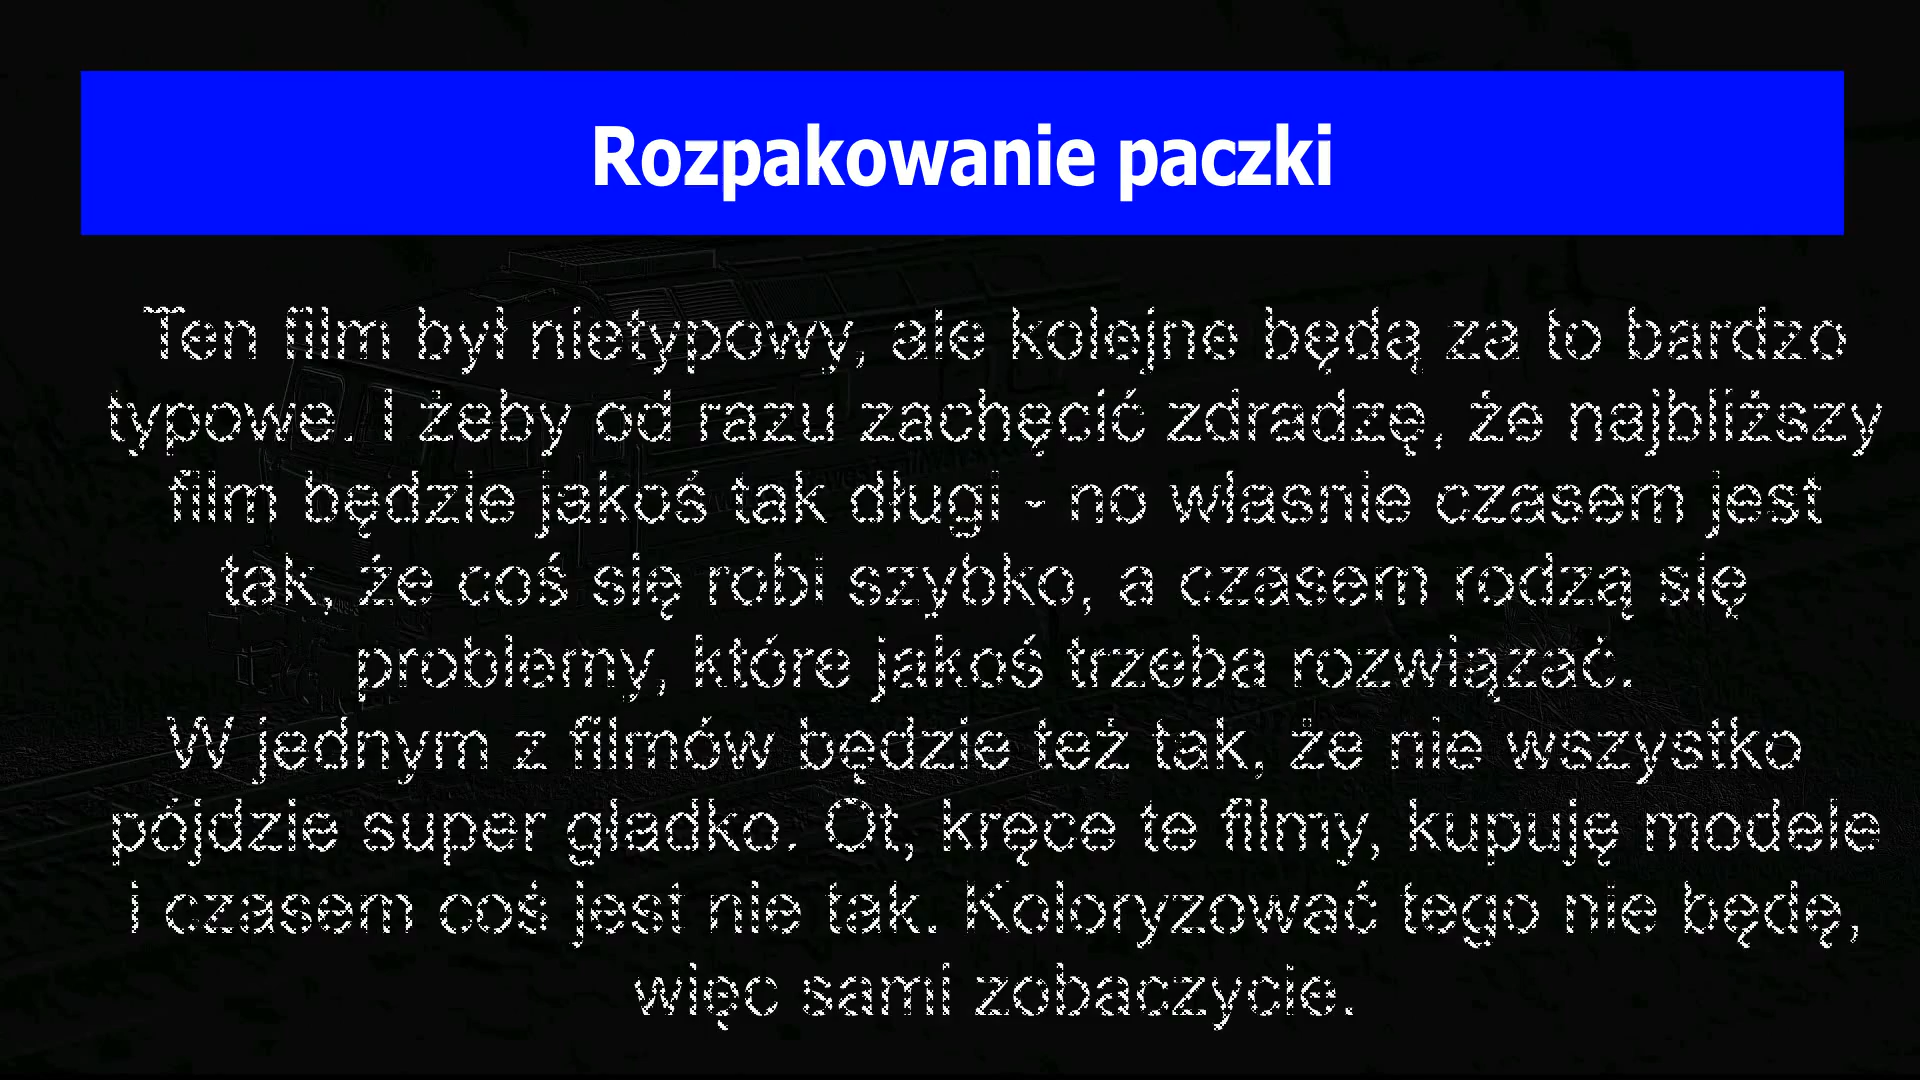 Rozpakowanie paczki
Ten film był nietypowy, ale kolejne będą za to bardzo
typowe. I żeby od razu zachęcić zdradzę, że najbliższy
film będzie jakoś tak długi - no własnie czasem jest
tak, że coś się robi szybko, a czasem rodzą się
problemy, które jakoś trzeba rozwiązać.
W jednym z filmów będzie też tak, że nie wszystko
pójdzie super gładko. Ot, kręce te filmy, kupuję modele
i czasem coś jest nie tak. Koloryzować tego nie będę,
więc sami zobaczycie.